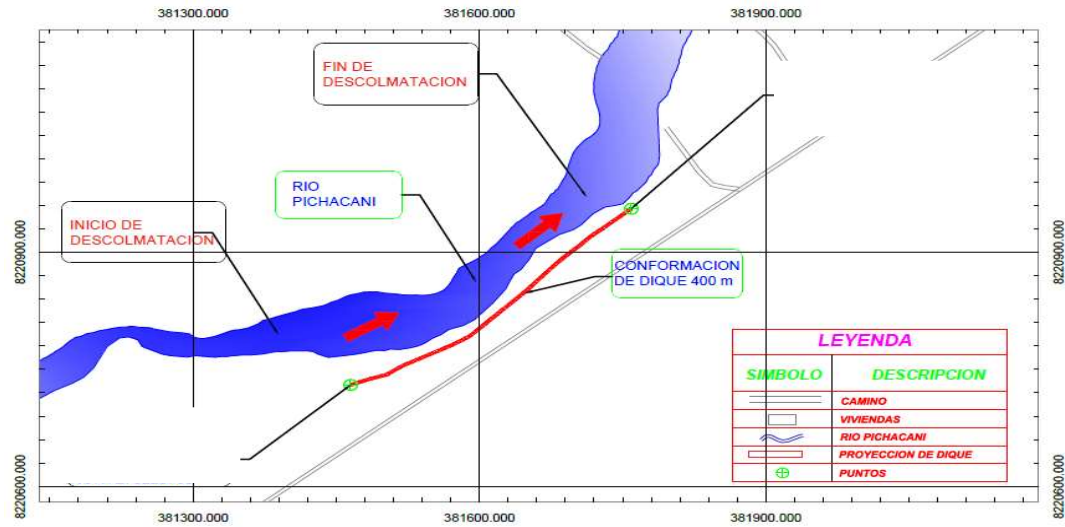 381300.000
381600.000
381900.000
FIN DE
DESCOLMATACION
RIO
PICHACANI
INICIO DE
DESCOLMATACION
8220900.000
8220900.000
CONFORMACION
DE DIQUE 400 m
LEYENDA
SIMBOLO
DESCRIPCION
CAMINO
VIVIENDAS
RIO PICHACANI
PROYECCION DE DIQUE
PUNTOS
8220600.000
8220600.000
381300.000
381600.000
381900.000